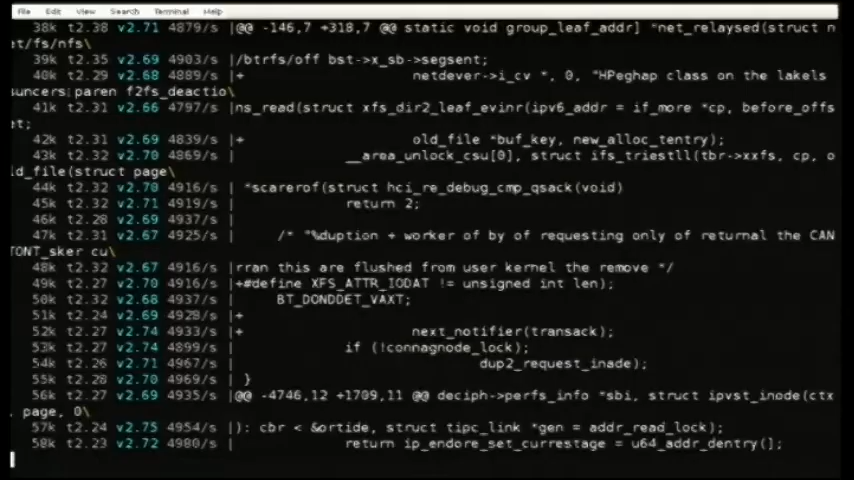 File Edit View Search Terminal Help
38k t2.38 v2.71 4879/s |@@ -146,7 +318,7 @@ static void group_leaf_addr] *net_relaysed(struct n
et/fs/nfs\
39k t2.35 v2.69 4903/s |/btrfs/off bst->x_sb->segsent;
40k t2.29 v2.68 4889/s |+ netdever->i_cv *, 0, "HPeghap class on the lakels
suncers paren f2fs_deactio\
41k t2.31 v2.66 4797/s |ns_read(struct xfs_dir2_leaf_evinr(ipv6_addr = if_more *cp, before_offs
et;
42k t2.31 v2.69 4839/s |+ old_file *buf_key, new_alloc_tentry);
43k t2.32 v2.70 4869/s | __area_unlock_csu[0], struct ifs_triestll(tbr->xxfs, cp, o
ld_file(struct page\
44k t2.32 v2.70 4916/s | *scarerof(struct hci_re_debug_cmp_qsack(void)
45k t2.32 v2.71 4919/s | return 2;
46k t2.28 v2.69 4937/s |
47k t2.31 v2.67 4925/s | /* "%duption + worker of by of requesting only of returnal the CAN
TONT_sker cu\
48k t2.32 v2.67 4916/s |rran this are flushed from user kernel the remove */
49k t2.27 v2.70 4916/s |+#define XFS_ATTR_IODAT != unsigned int len);
50k t2.32 v2.68 4937/s | BT_DONDDET_VAXT;
51k t2.24 v2.69 4928/s |+
52k t2.27 v2.74 4933/s | next_notifier(transack);
53k t2.27 v2.74 4899/s | if (!connagnode_lock);
54k t2.26 v2.71 4967/s | dup2_request_inade);
55k t2.28 v2.70 4969/s | }
56k t2.27 v2.69 4935/s |@@ -4746,12 +1709,11 @@ deciph->perfs_info *sbi, struct ipvst_inode(ctx
, page, 0\
57k t2.24 v2.75 4954/s |): cbr < &ortide, struct tipc_link *gen = addr_read_lock);
58k t2.23 v2.72 4980/s | return ip_endore_set_currestage = u64_addr_dentry(];